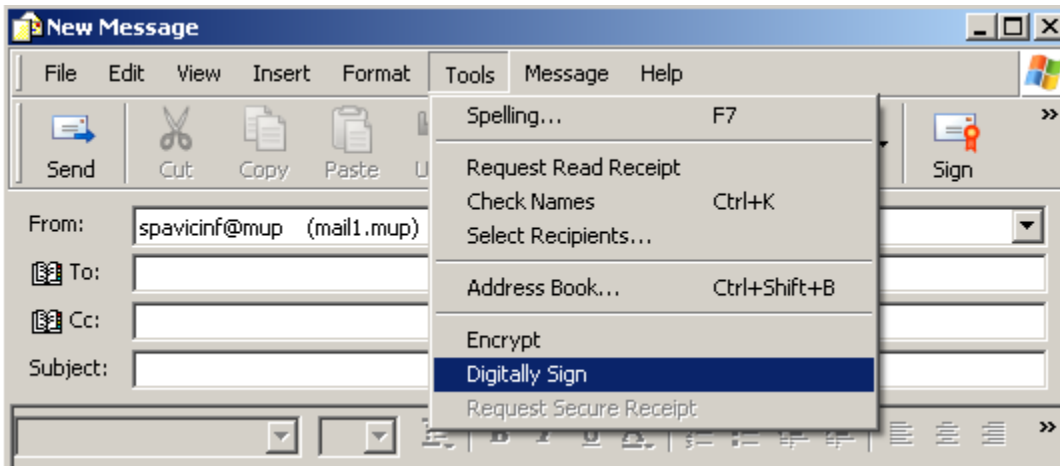 New Message
File Edit View Insert Format Tools Message Help
Send Cut Copy Paste Sign
Spelling... F7
Request Read Receipt
Check Names Ctrl+K
Select Recipients...
Address Book... Ctrl+Shift+B
Encrypt
Digitally Sign
Request Secure Receipt
From: spavicinf@mup (mail1.mup)
To:
Cc:
Subject: